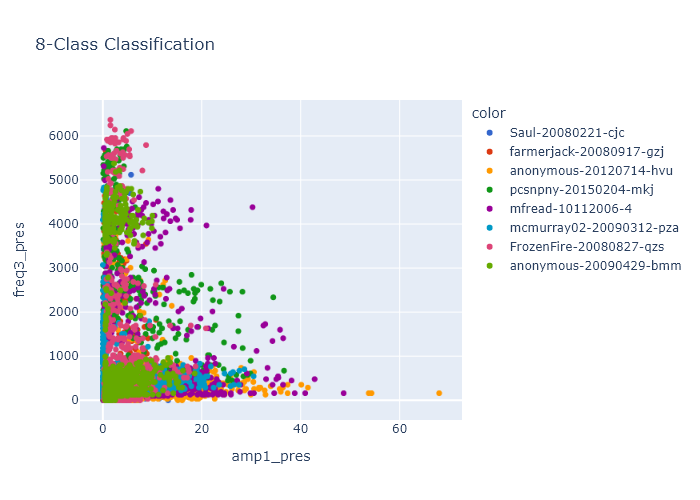 8-Class Classification
color
Saul-20080221-cjc
farmerjack-20080917-gzj
anonymous-20120714-hvu
pcsnpny-20150204-mkj
mfread-10112006-4
mcmurray02-20090312-pza
FrozenFire-20080827-qzs
anonymous-20090429-bmm
freq3_pres
6000
5000
4000
3000
2000
1000
0
0
20
40
60
amp1_pres